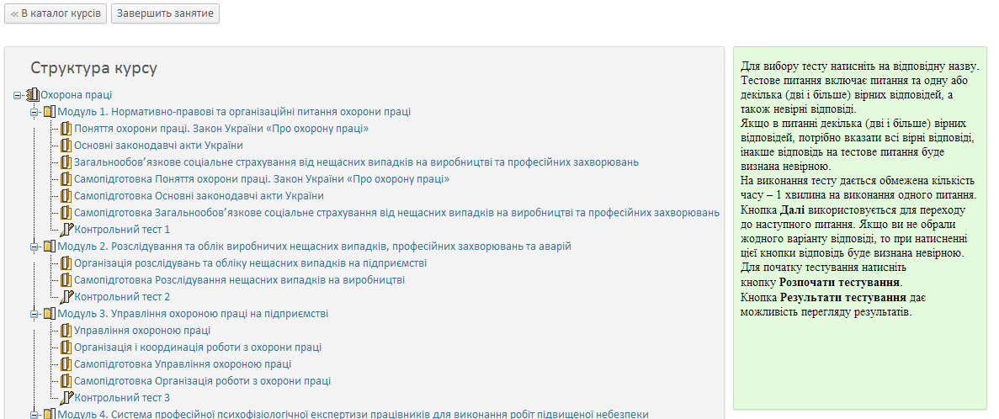 « В каталог курсів
Завершить занятие
Структура курсу
Охорона праці
Модуль 1. Нормативно-правові та організаційні питання охорони праці
Поняття охорони праці. Закон України «Про охорону праці»
Основні законодавчі акти України
Загальнообов’язкове соціальне страхування від нещасних випадків на виробництві та професійних захворювань
Самопідготовка Поняття охорони праці. Закон України «Про охорону праці»
Самопідготовка Основні законодавчі акти України
Самопідготовка Загальнообов’язкове соціальне страхування від нещасних випадків на виробництві та професійних захворювань
Контрольний тест 1
Модуль 2. Розслідування та облік виробничих нещасних випадків, професійних захворювань та аварій
Організація розслідувань та обліку нещасних випадків на підприємстві
Самопідготовка Розслідування нещасних випадків на виробництві
Контрольний тест 2
Модуль 3. Управління охороною праці на підприємстві
Управління охороною праці
Організація і координація роботи з охорони праці
Самопідготовка Управління охороною праці
Самопідготовка Організація роботи з охорони праці
Контрольний тест 3
Модуль 4. Система професійної психофізіологічної експертизи працівників для виконання робіт підвищеної небезпеки
Для вибору тесту натисніть на відповідну назву.
Тестове питання включає питання та одну або
декілька (дві і більше) вірних відповідей, а
також невірні відповіді.
Якщо в питанні декілька (дві і більше) вірних
відповідей, потрібно вказати всі вірні відповіді,
інакше відповідь на тестове питання буде
визнана невірною.
На виконання тесту дається обмежена кількість
часу – 1 хвилина на виконання одного питання.
Кнопка Далі використовується для переходу
до наступного питання. Якщо ви не обрали
жодного варіанту відповіді, то при натисненні
цієї кнопки відповідь буде визнана невірною.
Для початку тестування натисніть
кнопку Розпочати тестування.
Кнопка Результати тестування дає
можливість перегляду результатів.